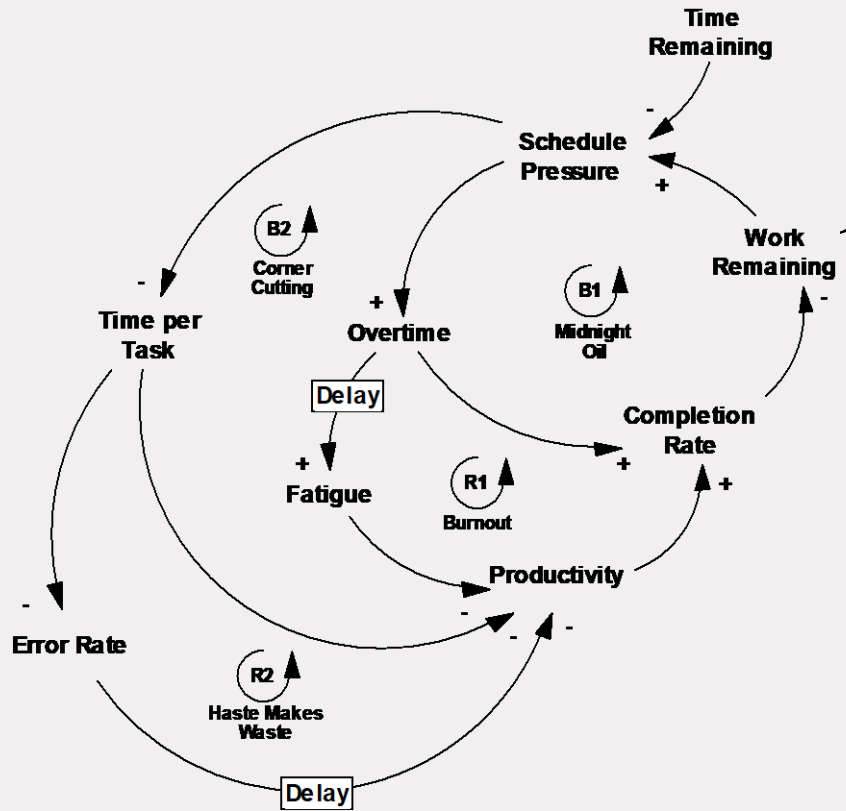 Time
Remaining
-
Schedule
Pressure
+
B2
Corner
Cutting
Work
Remaining
-
B1
Midnight
Oil
-
Time per
Task
+
Overtime
Delay
Completion
Rate
+
+
+
Fatigue
R1
Burnout
Productivity
-
-
-
-
Error Rate
R2
Haste Makes
Waste
Delay